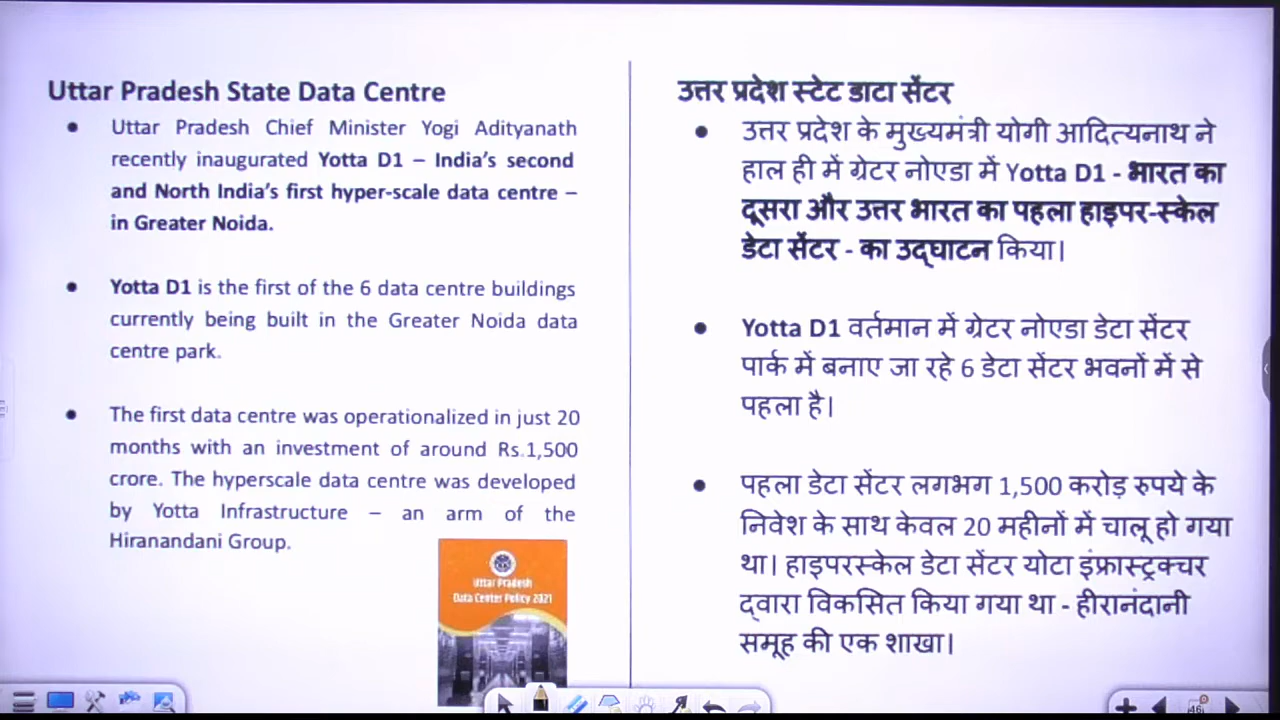 Uttar Pradesh State Data Centre
• Uttar Pradesh Chief Minister Yogi Adityanath
recently inaugurated Yotta D1 – India's second
and North India's first hyper-scale data centre –
in Greater Noida.
• Yotta D1 is the first of the 6 data centre buildings
currently being built in the Greater Noida data
centre park.
• The first data centre was operationalized in just 20
months with an investment of around Rs.1,500
crore. The hyperscale data centre was developed
by Yotta Infrastructure – an arm of the
Hiranandani Group.
Uttar Pradesh
Data Center Policy 2021
उत्तर प्रदेश स्टेट डाटा सेंटर
• उत्तर प्रदेश के मुख्यमंत्री योगी आदित्यनाथ ने
हाल ही में ग्रेटर नोएडा में Yotta D1 - भारत का
दूसरा और उत्तर भारत का पहला हाइपर-स्केल
डेटा सेंटर - का उद्घाटन किया।
• Yotta D1 वर्तमान में ग्रेटर नोएडा डेटा सेंटर
पार्क में बनाए जा रहे 6 डेटा सेंटर भवनों में से
पहला है।
• पहला डेटा सेंटर लगभग 1,500 करोड़ रुपये के
निवेश के साथ केवल 20 महीनों में चालू हो गया
था। हाइपरस्केल डेटा सेंटर योटा इंफ्रास्ट्रक्चर
द्वारा विकसित किया गया था - हीरानंदानी
समूह की एक शाखा।
46